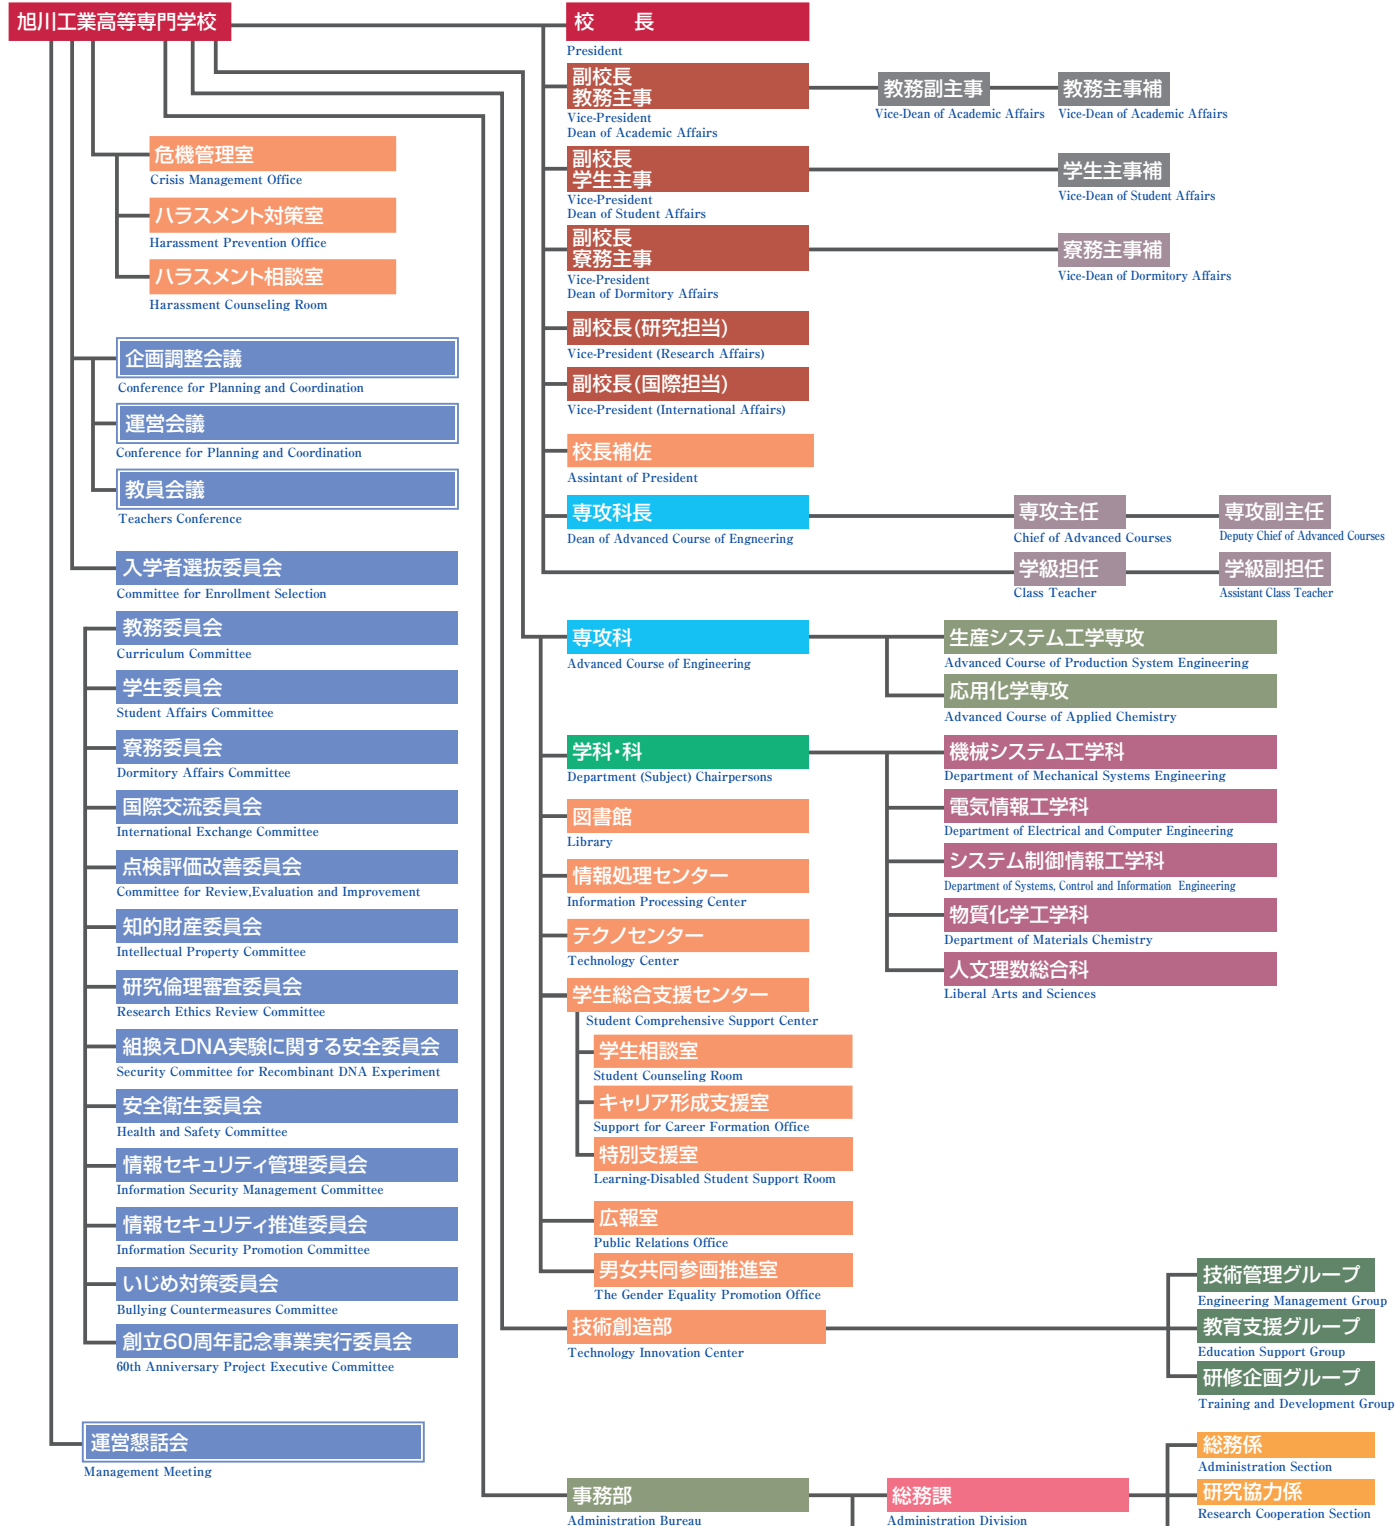 旭川工業高等専門学校
危機管理室
Crisis Management Office
ハラスメント対策室
Harassment Prevention Office
ハラスメント相談室
Harassment Counseling Room
企画調整会議
Conference for Planning and Coordination
運営会議
Conference for Planning and Coordination
教員会議
Teachers Conference
入学者選抜委員会
Committee for Enrollment Selection
教務委員会
Curriculum Committee
学生委員会
Student Affairs Committee
寮務委員会
Dormitory Affairs Committee
国際交流委員会
International Exchange Committee
点検評価改善委員会
Committee for Review,Evaluation and Improvement
知的財産委員会
Intellectual Property Committee
研究倫理審査委員会
Research Ethics Review Committee
組換えDNA実験に関する安全委員会
Security Committee for Recombinant DNA Experiment
安全衛生委員会
Health and Safety Committee
情報セキュリティ管理委員会
Information Security Management Committee
情報セキュリティ推進委員会
Information Security Promotion Committee
いじめ対策委員会
Bullying Countermeasures Committee
創立60周年記念事業実行委員会
60th Anniversary Project Executive Committee
運営懇話会
Management Meeting
校　長
President
副校長
教務主事
Vice-President
Dean of Academic Affairs
教務副主事
Vice-Dean of Academic Affairs
教務主事補
Vice-Dean of Academic Affairs
副校長
学生主事
Vice-President
Dean of Student Affairs
学生主事補
Vice-Dean of Student Affairs
副校長
寮務主事
Vice-President
Dean of Dormitory Affairs
寮務主事補
Vice-Dean of Dormitory Affairs
副校長(研究担当)
Vice-President (Research Affairs)
副校長(国際担当)
Vice-President (International Affairs)
校長補佐
Assintant of President
専攻科長
Dean of Advanced Course of Engneering
専攻主任
Chief of Advanced Courses
専攻副主任
Deputy Chief of Advanced Courses
学級担任
Class Teacher
学級副担任
Assistant Class Teacher
専攻科
Advanced Course of Engineering
生産システム工学専攻
Advanced Course of Production System Engineering
応用化学専攻
Advanced Course of Applied Chemistry
学科・科
Department (Subject) Chairpersons
機械システム工学科
Department of Mechanical Systems Engineering
電気情報工学科
Department of Electrical and Computer Engineering
システム制御情報工学科
Department of Systems, Control and Information Engineering
物質化学工学科
Department of Materials Chemistry
人文理数総合科
Liberal Arts and Sciences
図書館
Library
情報処理センター
Information Processing Center
テクノセンター
Technology Center
学生総合支援センター
Student Comprehensive Support Center
学生相談室
Student Counseling Room
キャリア形成支援室
Support for Career Formation Office
特別支援室
Learning-Disabled Student Support Room
広報室
Public Relations Office
男女共同参画推進室
The Gender Equality Promotion Office
技術創造部
Technology Innovation Center
技術管理グループ
Engineering Management Group
教育支援グループ
Education Support Group
研修企画グループ
Training and Development Group
事務部
Administration Bureau
総務課
Administration Division
総務係
Administration Section
研究協力係
Research Cooperation Section